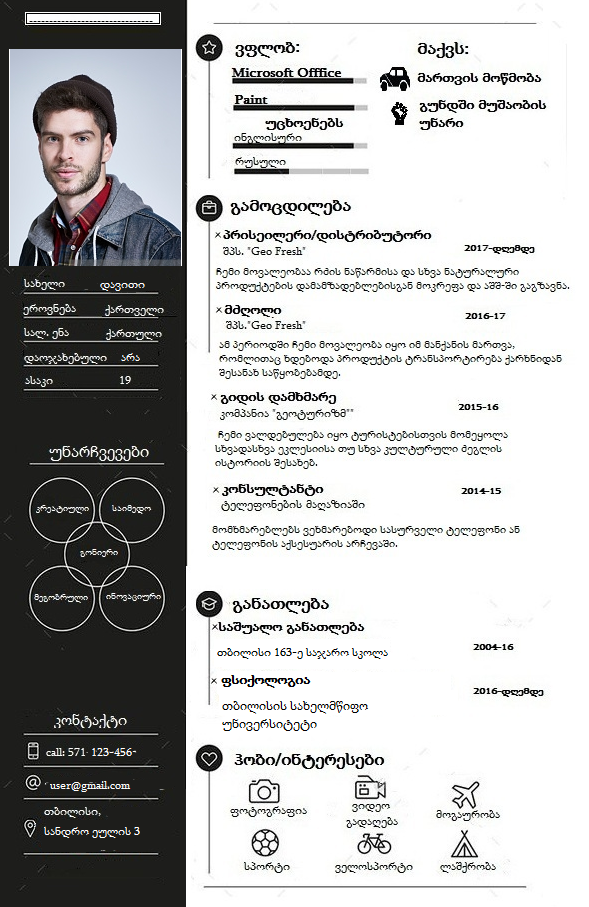 სახელი დავითი
ეროვნება ქართველი
სალ. ენა ქართული
დაოჯახებული არა
ასაკი 19
უნარჩვევები
კრეატიული საიმედო
გონიერი
მეგობრული ინოვაციური
კონტაქტი
call: 571 123-456-
user@gmail.com
თბილისი,
სანდრო ეულის 3
ვფლობ:
Microsoft Offfice
Paint
უცხოენებს
ინგლისური
რუსული
მაქვს:
მართვის მოწმობა
გუნდში მუშაობის
უნარი
გამოცდილება
× პრისეილერი/დისტრიბუტორი 2017-დღემდე
შპს. "Geo Fresh"
ჩემი მოვალეობაა რძის ნაწარმისა და სხვა ნატურალური
პროდუქტების დამამზადებლებისგან მოკრეფა და აშშ-ში გაგზავნა.
× მძღოლი 2016-17
შპს."Geo Fresh"
ამ პერიოდში ჩემი მოვალეობა იყო იმ მანქანის მართვა,
რომლითაც ხდებოდა პროდუქტის ტრანსპორტირება ქარხნიდან
შესანახ საწყობებამდე.
× გიდის დამხმარე 2015-16
კომპანია "გეოტურიზმ""
ჩემი ვალდებულება იყო ტურისტებისთვის მომეყოლა
სხვადასხვა ეკლესიისა თუ სხვა კულტურული ძეგლის
ისტორიის შესახებ.
× კონსულტანტი 2014-15
ტელეფონების მაღაზიაში
მომხმარებლებს ვეხმარებოდი სასურველი ტელეფონი ან
ტელეფონის აქსესუარის არჩევაში.
განათლება
×საშუალო განათლება
თბილისი 163-ე საჯარო სკოლა 2004-16
× ფსიქოლოგია 2016-დღემდე
თბილისის სახელმწიფო
უნივერსიტეტი
ჰობი/ინტერესები
ფოტოგრაფია ვიდეო
გადაღება მოგაურობა
სპორტი ველოსპორტი ლაშქრობა